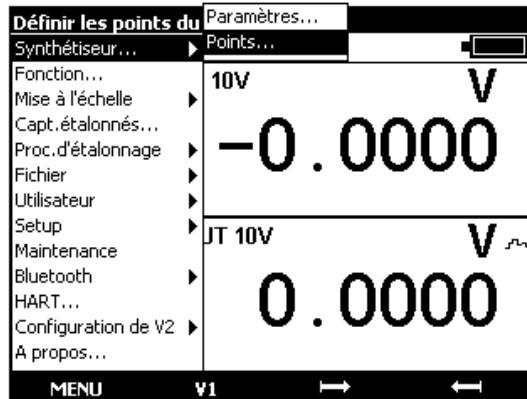 Définir les points du
Paramètres...
Synthétiseur...
Points...
Fonction...
Mise à l'échelle
Capt.étalonnés...
Proc.d'étalonnage
Fichier
Utilisateur
Setup
Maintenance
Bluetooth
HART...
Configuration de V2
A propos...
10V
V
-0.0000
10V
V
0.0000
MENU
V1